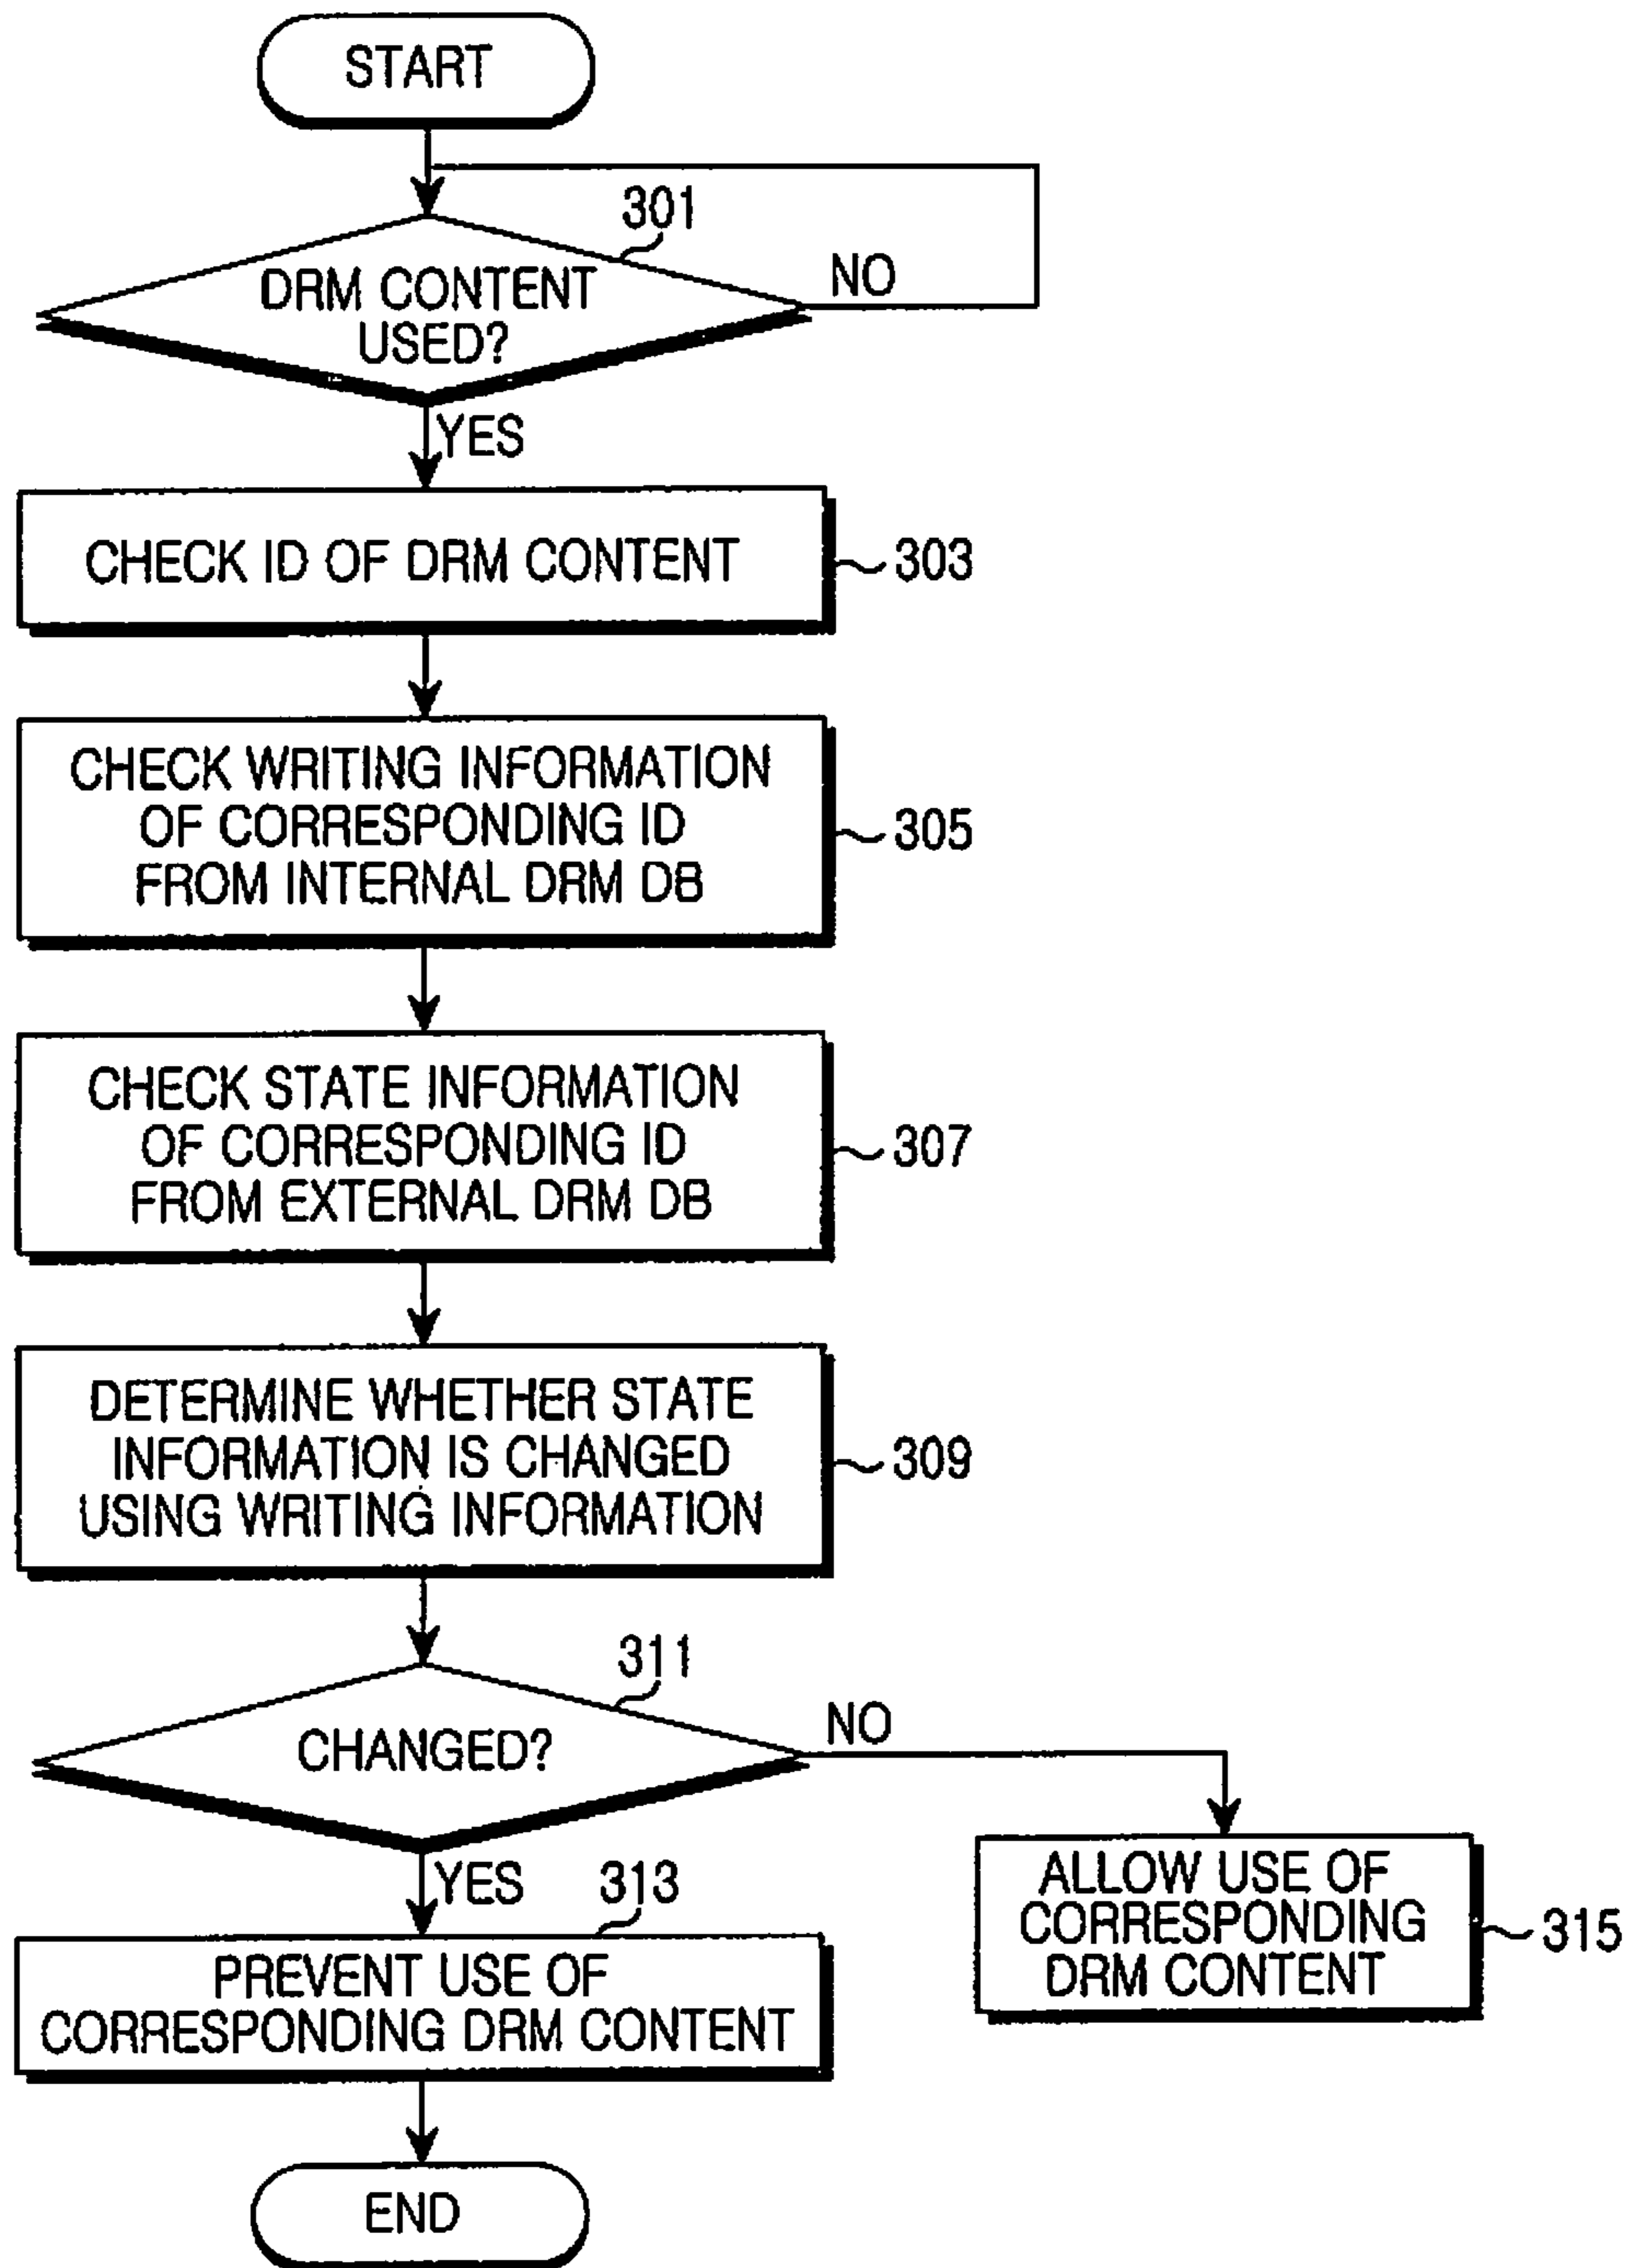 START
301
DRM CONTENT
USED?
NO
YES
CHECK ID OF DRM CONTENT
303
CHECK WRITING INFORMATION
OF CORRESPONDING ID
FROM INTERNAL DRM DB
305
CHECK STATE INFORMATION
OF CORRESPONDING ID
FROM EXTERNAL DRM DB
307
DETERMINE WHETHER STATE
INFORMATION IS CHANGED
USING WRITING INFORMATION
309
311
CHANGED?
NO
YES
313
PREVENT USE OF
CORRESPONDING DRM CONTENT
ALLOW USE OF
CORRESPONDING
DRM CONTENT
315
END